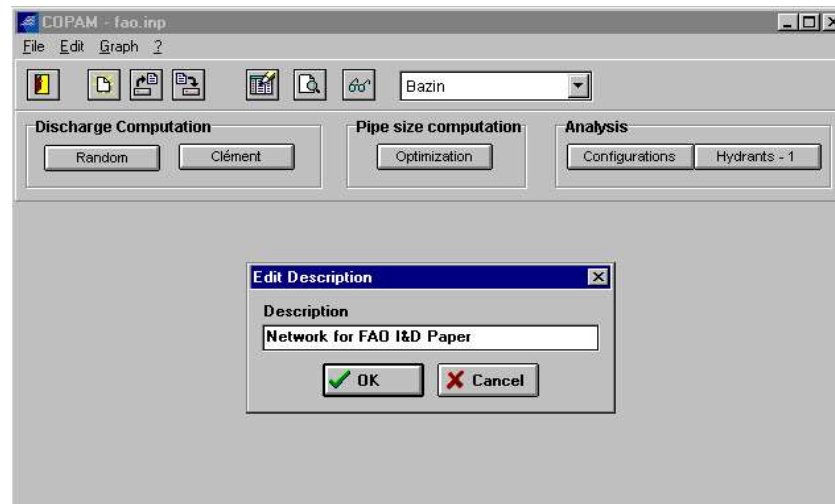 COPAM - fao.inp
File Edit Graph ?
Bazin
Discharge Computation
Pipe size computation
Analysis
Random
Clément
Optimization
Configurations
Hydrants - 1
Edit Description
Description
Network for FAO I&D Paper
OK
Cancel